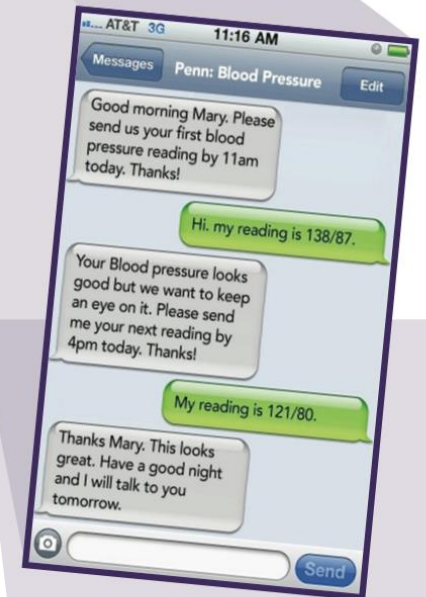 AT&T 3G
11:16 AM
Messages
Penn: Blood Pressure
Edit
Good morning Mary. Please
send us your first blood
pressure reading by 11am
today. Thanks!
Hi. my reading is 138/87.
Your Blood pressure looks
good but we want to keep
an eye on it. Please send
me your next reading by
4pm today. Thanks!
My reading is 121/80.
Thanks Mary. This looks
great. Have a good night
and I will talk to you
tomorrow.
Send